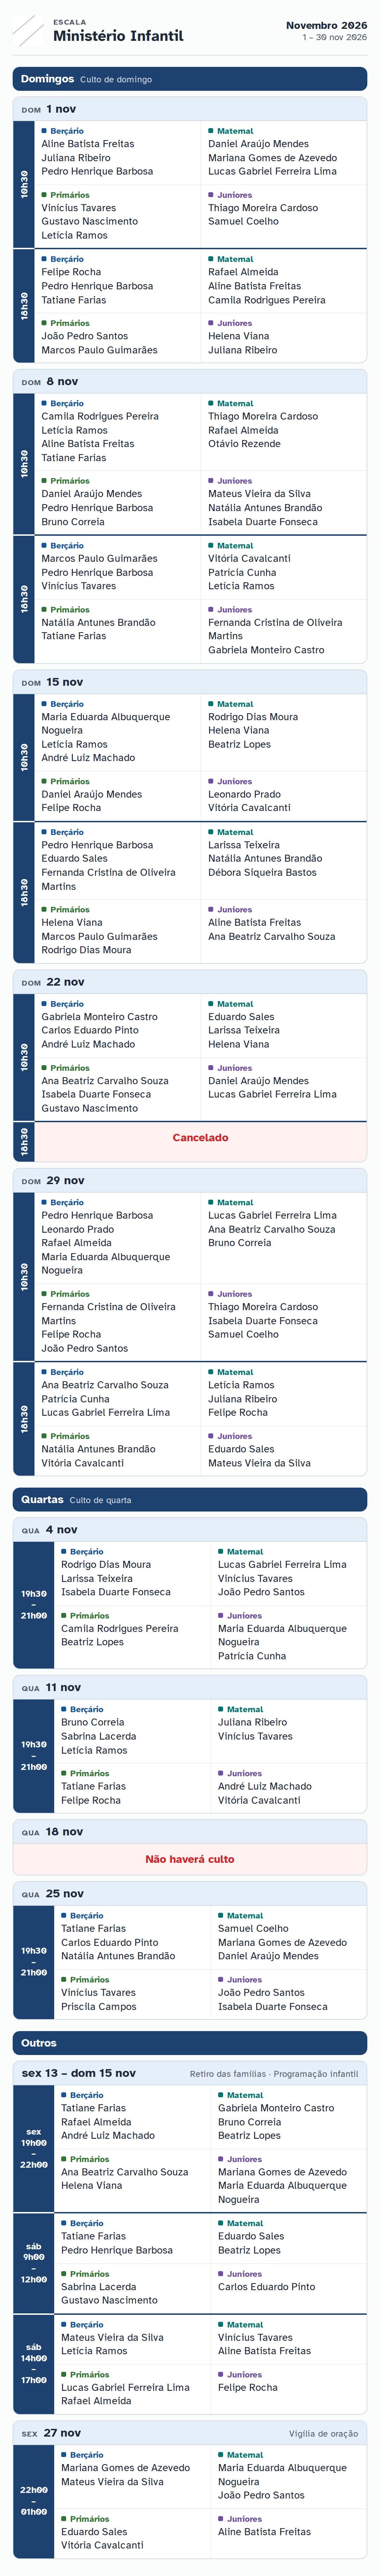 ESCALA
Ministério Infantil
Novembro 2026
1 – 30 nov 2026
Domingos Culto de domingo
DOM 1 nov
10h30
Berçário
Aline Batista Freitas
Juliana Ribeiro
Pedro Henrique Barbosa
Maternal
Daniel Araújo Mendes
Mariana Gomes de Azevedo
Lucas Gabriel Ferreira Lima
Primários
Vinícius Tavares
Gustavo Nascimento
Letícia Ramos
Juniores
Thiago Moreira Cardoso
Samuel Coelho
18h30
Berçário
Felipe Rocha
Pedro Henrique Barbosa
Tatiane Farias
Maternal
Rafael Almeida
Aline Batista Freitas
Camila Rodrigues Pereira
Primários
João Pedro Santos
Marcos Paulo Guimarães
Juniores
Helena Viana
Juliana Ribeiro
DOM 8 nov
10h30
Berçário
Camila Rodrigues Pereira
Letícia Ramos
Aline Batista Freitas
Tatiane Farias
Maternal
Thiago Moreira Cardoso
Rafael Almeida
Otávio Rezende
Primários
Daniel Araújo Mendes
Pedro Henrique Barbosa
Bruno Correia
Juniores
Mateus Vieira da Silva
Natália Antunes Brandão
Isabela Duarte Fonseca
18h30
Berçário
Marcos Paulo Guimarães
Pedro Henrique Barbosa
Vinícius Tavares
Maternal
Vitória Cavalcanti
Patrícia Cunha
Letícia Ramos
Primários
Natália Antunes Brandão
Tatiane Farias
Juniores
Fernanda Cristina de Oliveira
Martins
Gabriela Monteiro Castro
DOM 15 nov
10h30
Berçário
Maria Eduarda Albuquerque
Nogueira
Letícia Ramos
André Luiz Machado
Maternal
Rodrigo Dias Moura
Helena Viana
Beatriz Lopes
Primários
Daniel Araújo Mendes
Felipe Rocha
Juniores
Leonardo Prado
Vitória Cavalcanti
18h30
Berçário
Pedro Henrique Barbosa
Eduardo Sales
Fernanda Cristina de Oliveira
Martins
Maternal
Larissa Teixeira
Natália Antunes Brandão
Débora Siqueira Bastos
Primários
Helena Viana
Marcos Paulo Guimarães
Rodrigo Dias Moura
Juniores
Aline Batista Freitas
Ana Beatriz Carvalho Souza
DOM 22 nov
10h30
Berçário
Gabriela Monteiro Castro
Carlos Eduardo Pinto
André Luiz Machado
Maternal
Eduardo Sales
Larissa Teixeira
Helena Viana
Primários
Ana Beatriz Carvalho Souza
Isabela Duarte Fonseca
Gustavo Nascimento
Juniores
Daniel Araújo Mendes
Lucas Gabriel Ferreira Lima
18h30
Cancelado
DOM 29 nov
10h30
Berçário
Pedro Henrique Barbosa
Leonardo Prado
Rafael Almeida
Maria Eduarda Albuquerque
Nogueira
Maternal
Lucas Gabriel Ferreira Lima
Ana Beatriz Carvalho Souza
Bruno Correia
Primários
Fernanda Cristina de Oliveira
Martins
Felipe Rocha
João Pedro Santos
Juniores
Thiago Moreira Cardoso
Isabela Duarte Fonseca
Samuel Coelho
18h30
Berçário
Ana Beatriz Carvalho Souza
Patrícia Cunha
Lucas Gabriel Ferreira Lima
Maternal
Letícia Ramos
Juliana Ribeiro
Felipe Rocha
Primários
Natália Antunes Brandão
Vitória Cavalcanti
Juniores
Eduardo Sales
Mateus Vieira da Silva
Quartas Culto de quarta
QUA 4 nov
19h30
–
21h00
Berçário
Rodrigo Dias Moura
Larissa Teixeira
Isabela Duarte Fonseca
Maternal
Lucas Gabriel Ferreira Lima
Vinícius Tavares
João Pedro Santos
Primários
Camila Rodrigues Pereira
Beatriz Lopes
Juniores
Maria Eduarda Albuquerque
Nogueira
Patrícia Cunha
QUA 11 nov
19h30
–
21h00
Berçário
Bruno Correia
Sabrina Lacerda
Letícia Ramos
Maternal
Juliana Ribeiro
Vinícius Tavares
Primários
Tatiane Farias
Felipe Rocha
Juniores
André Luiz Machado
Vitória Cavalcanti
QUA 18 nov
Não haverá culto
QUA 25 nov
19h30
–
21h00
Berçário
Tatiane Farias
Carlos Eduardo Pinto
Natália Antunes Brandão
Maternal
Samuel Coelho
Mariana Gomes de Azevedo
Daniel Araújo Mendes
Primários
Vinícius Tavares
Priscila Campos
Juniores
João Pedro Santos
Isabela Duarte Fonseca
Outros
sex 13 – dom 15 nov
Retiro das famílias · Programação infantil
sex
19h00
–
22h00
Berçário
Tatiane Farias
Rafael Almeida
André Luiz Machado
Maternal
Gabriela Monteiro Castro
Bruno Correia
Beatriz Lopes
Primários
Ana Beatriz Carvalho Souza
Helena Viana
Juniores
Mariana Gomes de Azevedo
Maria Eduarda Albuquerque
Nogueira
sáb
9h00
–
12h00
Berçário
Tatiane Farias
Pedro Henrique Barbosa
Maternal
Eduardo Sales
Beatriz Lopes
Primários
Sabrina Lacerda
Gustavo Nascimento
Juniores
Carlos Eduardo Pinto
sáb
14h00
–
17h00
Berçário
Mateus Vieira da Silva
Letícia Ramos
Maternal
Vinícius Tavares
Aline Batista Freitas
Primários
Lucas Gabriel Ferreira Lima
Rafael Almeida
Juniores
Felipe Rocha
SEX 27 nov
Vigília de oração
22h00
–
01h00
Berçário
Mariana Gomes de Azevedo
Mateus Vieira da Silva
Maternal
Maria Eduarda Albuquerque
Nogueira
João Pedro Santos
Primários
Eduardo Sales
Vitória Cavalcanti
Juniores
Aline Batista Freitas